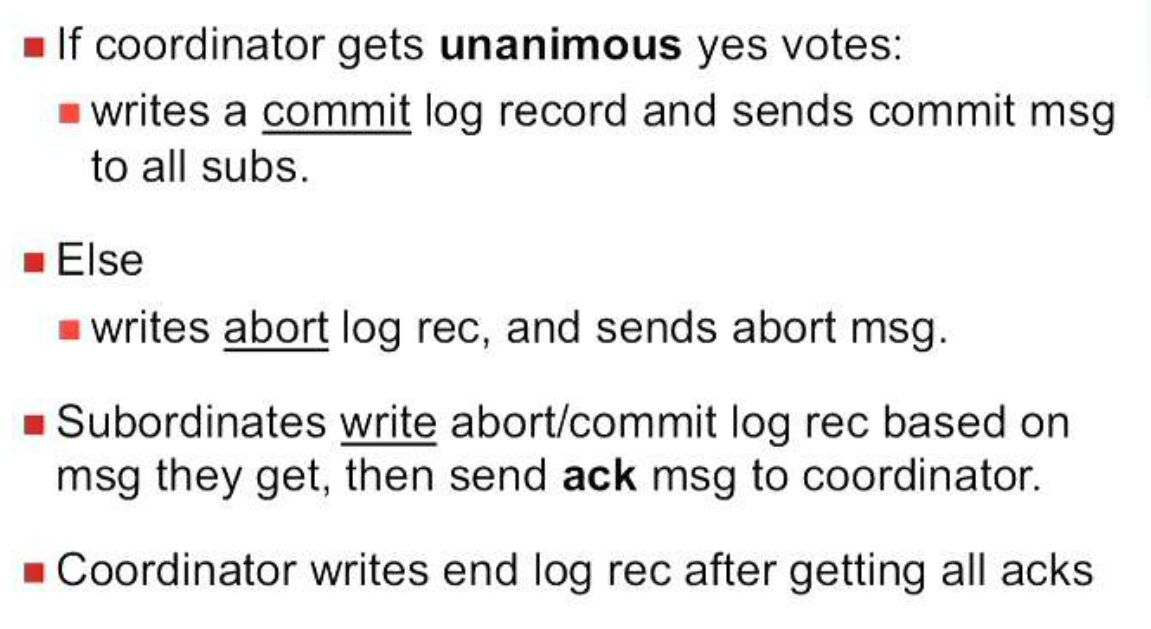 If coordinator gets unanimous yes votes:
writes a commit log record and sends commit msg
to all subs.
Else
writes abort log rec, and sends abort msg.
Subordinates write abort/commit log rec based on
msg they get, then send ack msg to coordinator.
Coordinator writes end log rec after getting all acks